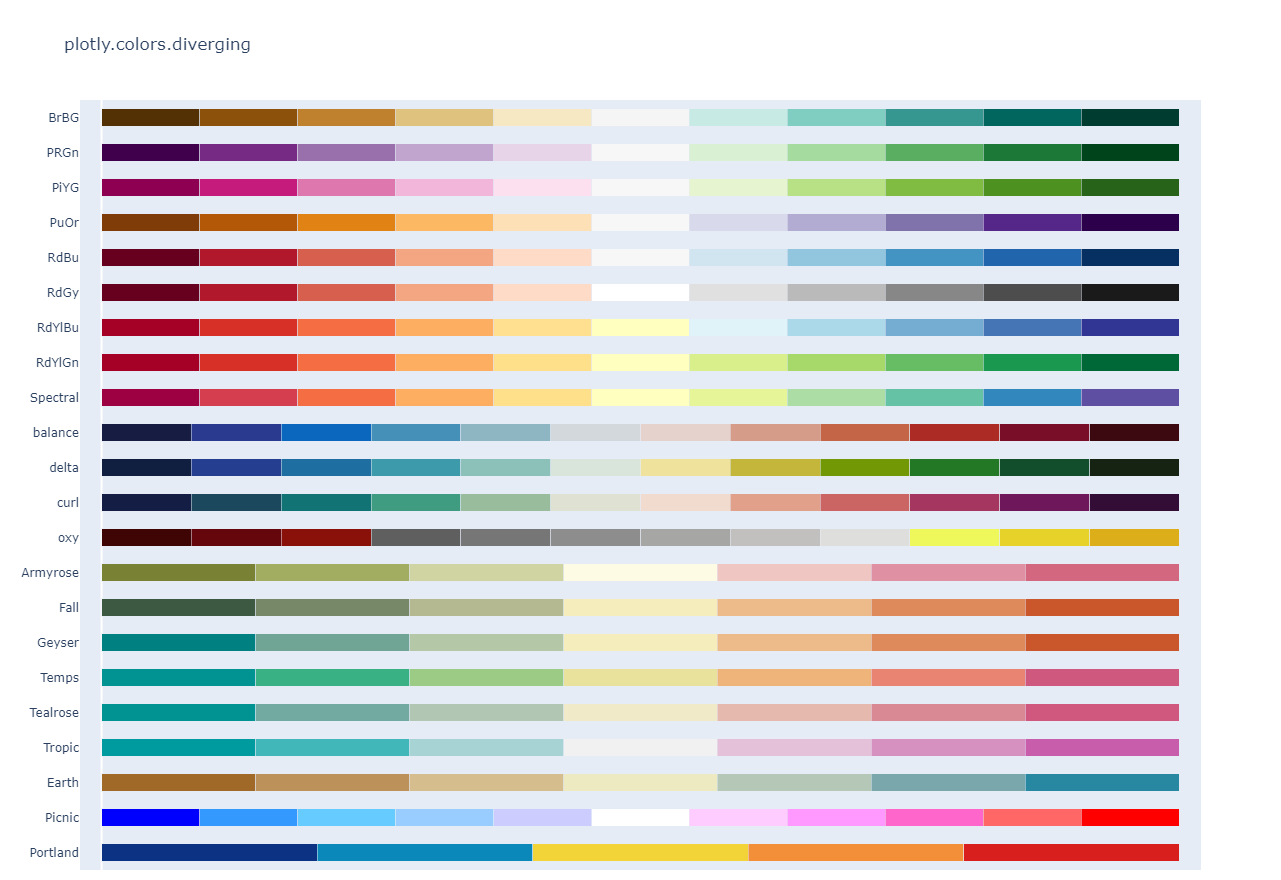 plotly.colors.diverging
BrBG
PRGn
PiYG
PuOr
RdBu
RdGy
RdYlBu
RdYlGn
Spectral
balance
delta
curl
oxy
Armyrose
Fall
Geyser
Temps
Tealrose
Tropic
Earth
Picnic
Portland